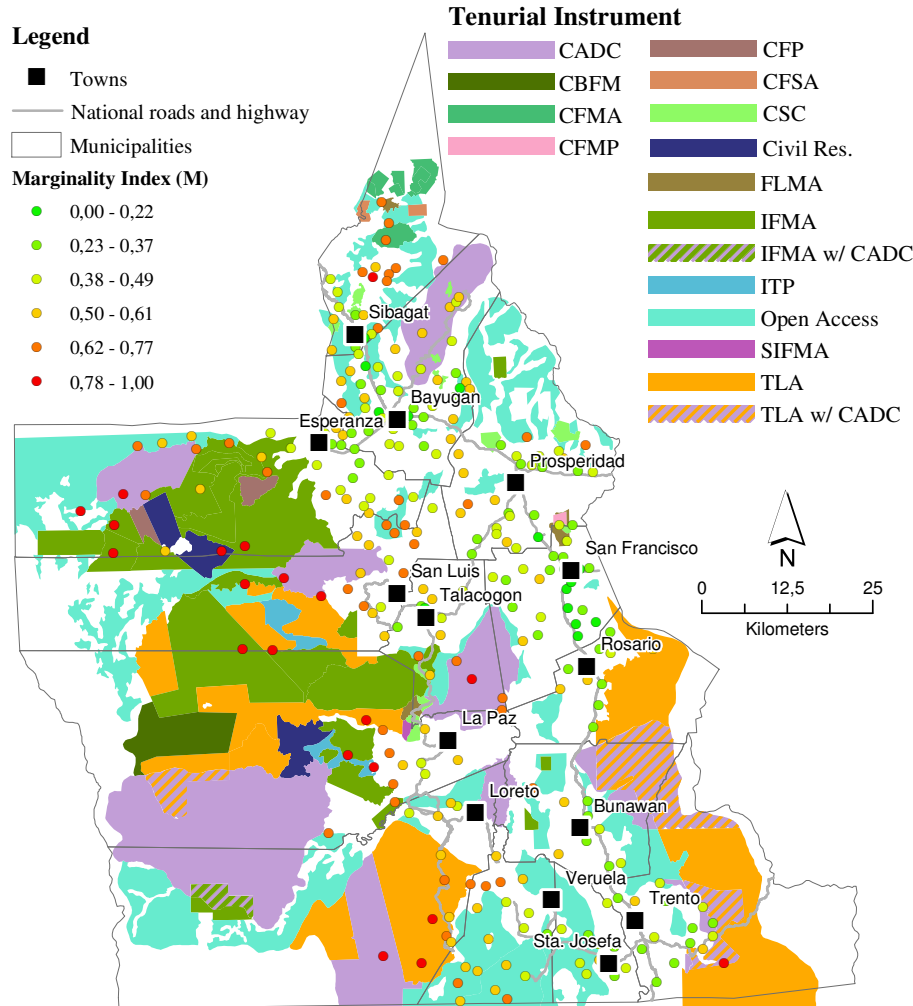 Legend
Towns
National roads and highway
Municipalities
Marginality Index (M)
0,00 - 0,22
0,23 - 0,37
0,38 - 0,49
0,50 - 0,61
0,62 - 0,77
0,78 - 1,00
Tenurial Instrument
CADC
CBFM
CFMA
CFMP
CFP
CFSA
CSC
Civil Res.
FLMA
IFMA
IFMA w/ CADC
ITP
Open Access
SIFMA
TLA
TLA w/ CADC
Sibagat
Bayugan
Esperanza
Prosperidad
San Francisco
San Luis
Talacogon
Rosario
La Paz
Loreto
Bunawan
Veruela
Trento
Sta. Josefa
N
0 12,5 25
Kilometers